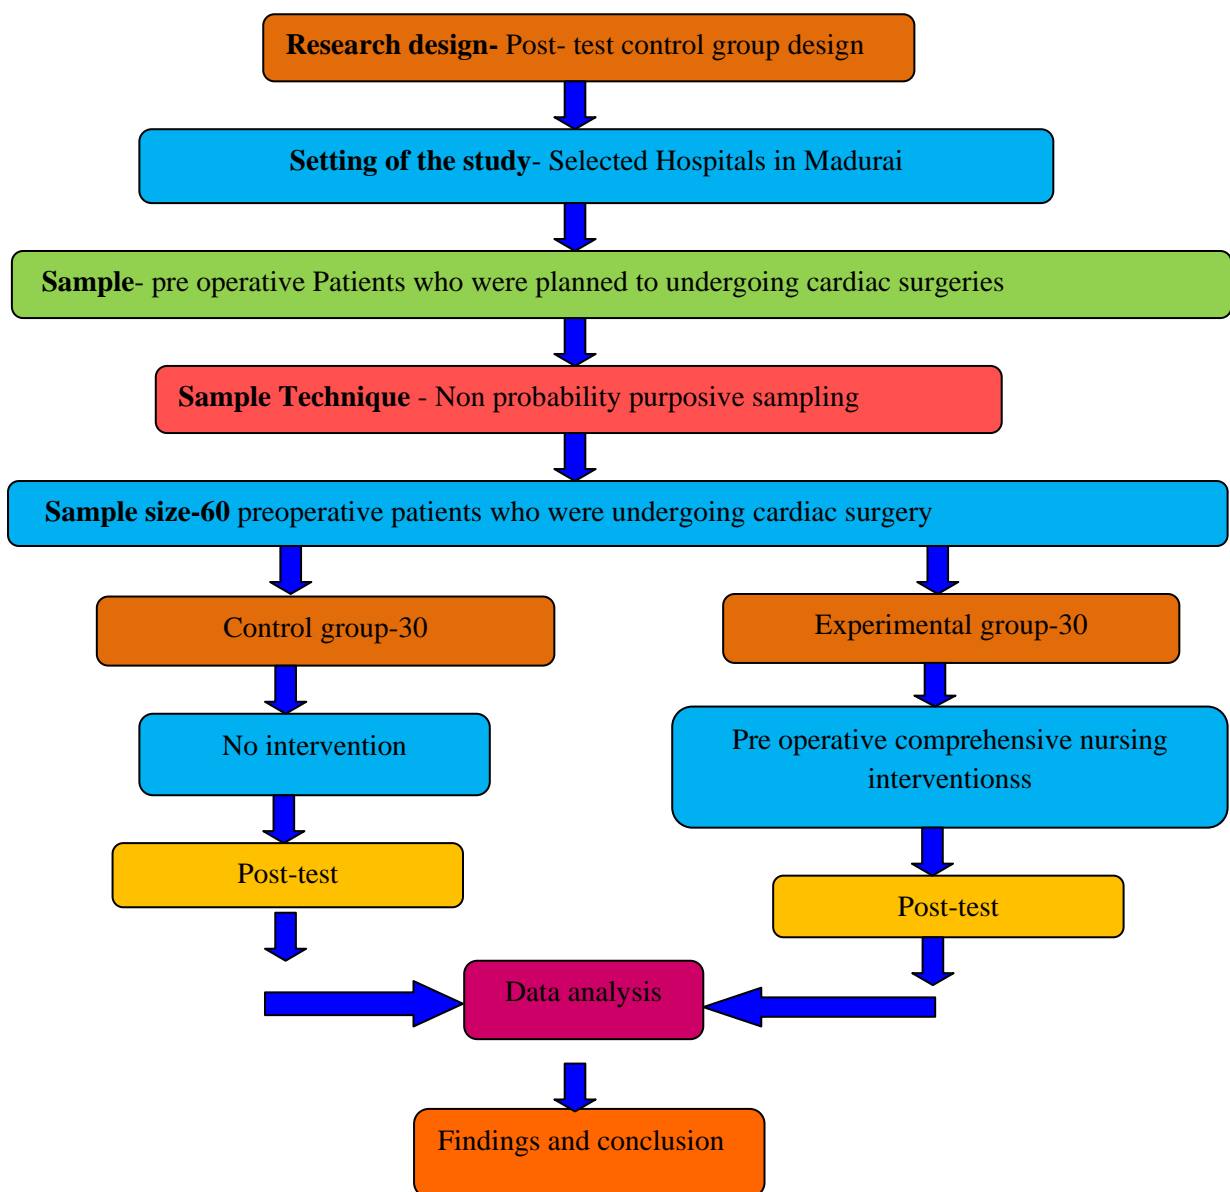 Research design- Post- test control group design
Setting of the study- Selected Hospitals in Madurai
Sample- pre operative Patients who were planned to undergoing cardiac surgeries
Sample Technique - Non probability purposive sampling
Sample size-60 preoperative patients who were undergoing cardiac surgery
Control group-30
Experimental group-30
No intervention
Pre operative comprehensive nursing
interventionss
Post-test
Post-test
Data analysis
Findings and conclusion